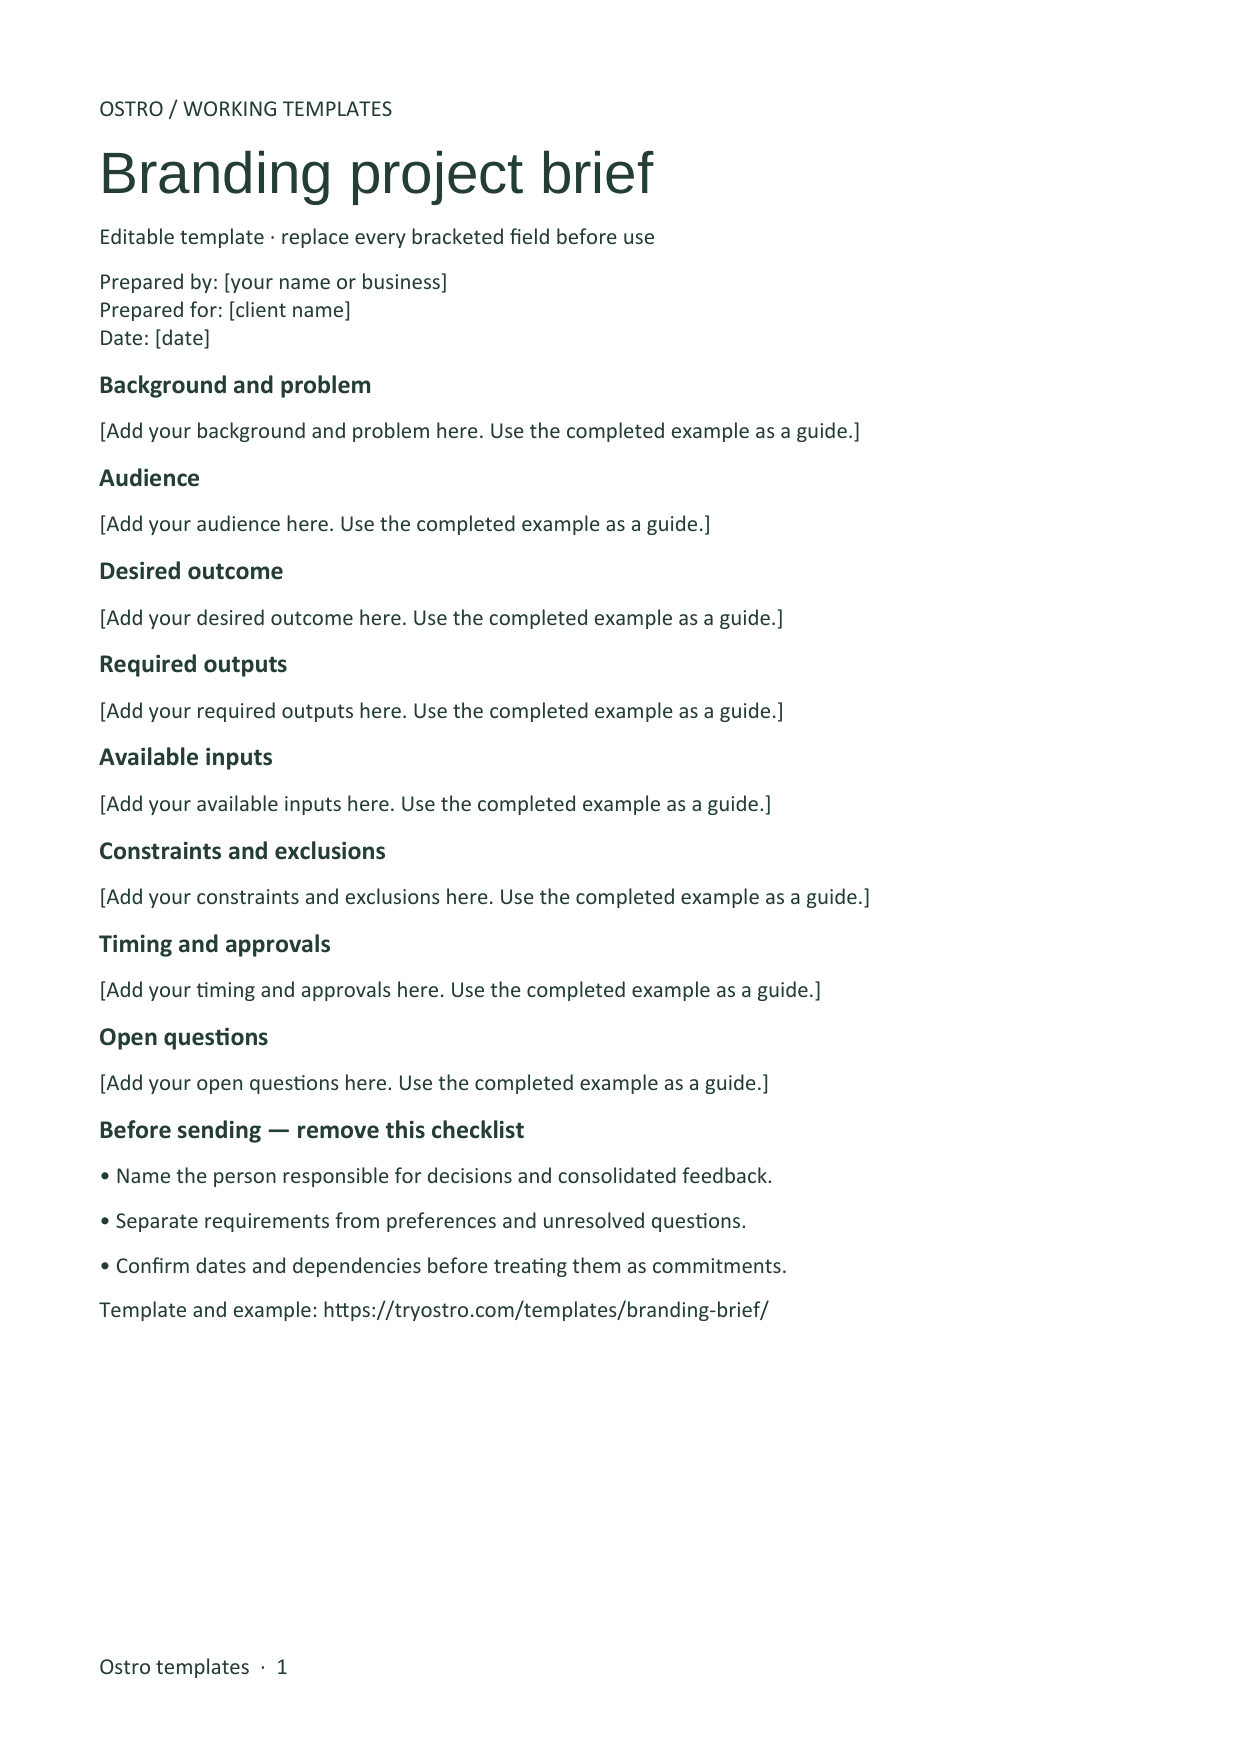 OSTRO / WORKING TEMPLATES
Branding project brief
Editable template · replace every bracketed field before use
Prepared by: [your name or business]
Prepared for: [client name]
Date: [date]
Background and problem
[Add your background and problem here. Use the completed example as a guide.]
Audience
[Add your audience here. Use the completed example as a guide.]
Desired outcome
[Add your desired outcome here. Use the completed example as a guide.]
Required outputs
[Add your required outputs here. Use the completed example as a guide.]
Available inputs
[Add your available inputs here. Use the completed example as a guide.]
Constraints and exclusions
[Add your constraints and exclusions here. Use the completed example as a guide.]
Timing and approvals
[Add your timing and approvals here. Use the completed example as a guide.]
Open questions
[Add your open questions here. Use the completed example as a guide.]
Before sending — remove this checklist
• Name the person responsible for decisions and consolidated feedback.
• Separate requirements from preferences and unresolved questions.
• Confirm dates and dependencies before treating them as commitments.
Template and example: https://tryostro.com/templates/branding-brief/
Ostro templates · 1